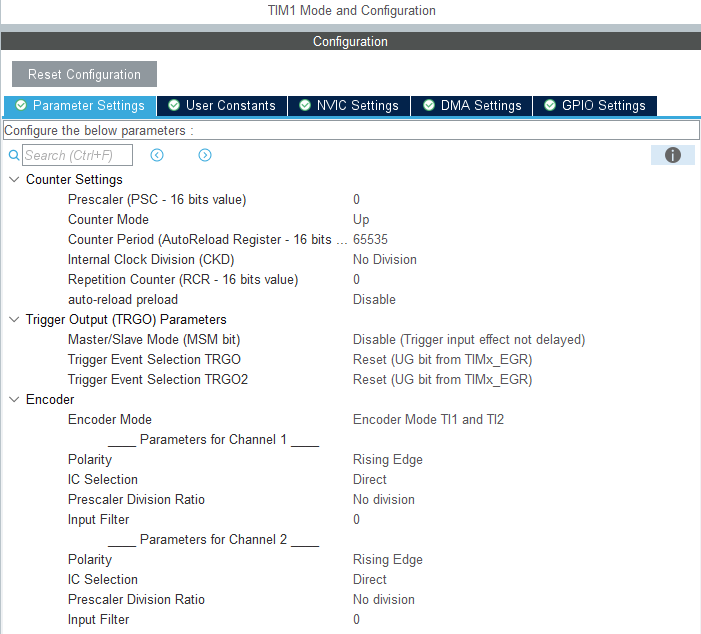 TIM1 Mode and Configuration
Configuration
Reset Configuration
Parameter Settings User Constants NVIC Settings DMA Settings GPIO Settings
Configure the below parameters :
Search (Ctrl+F)
Counter Settings
Prescaler (PSC - 16 bits value) 0
Counter Mode Up
Counter Period (AutoReload Register - 16 bits ... 65535
Internal Clock Division (CKD) No Division
Repetition Counter (RCR - 16 bits value) 0
auto-reload preload Disable
Trigger Output (TRGO) Parameters
Master/Slave Mode (MSM bit) Disable (Trigger input effect not delayed)
Trigger Event Selection TRGO Reset (UG bit from TIMx_EGR)
Trigger Event Selection TRGO2 Reset (UG bit from TIMx_EGR)
Encoder
Encoder Mode Encoder Mode TI1 and TI2
____ Parameters for Channel 1 ____
Polarity Rising Edge
IC Selection Direct
Prescaler Division Ratio No division
Input Filter 0
____ Parameters for Channel 2 ____
Polarity Rising Edge
IC Selection Direct
Prescaler Division Ratio No division
Input Filter 0